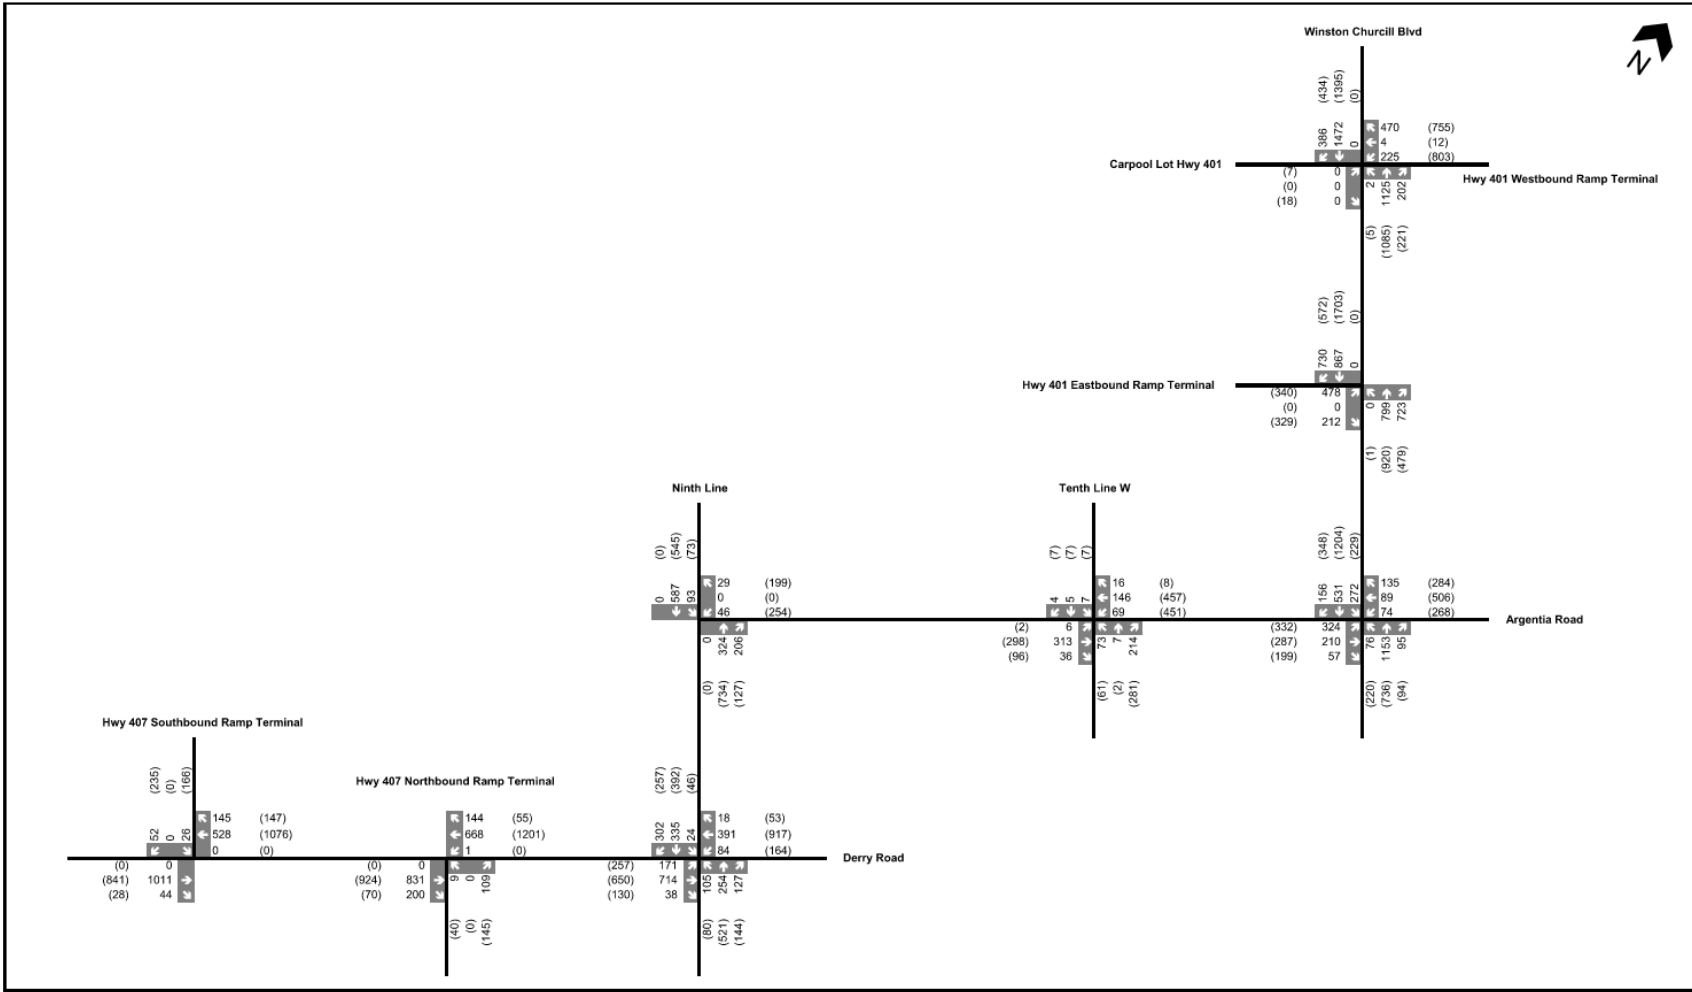 Winston Churcill Blvd
N
(434) (1395) (0)
386 1472 0
470 (755)
4 (12)
225 (803)
Carpool Lot Hwy 401
Hwy 401 Westbound Ramp Terminal
(7) 0
(0) 0
(18) 0
2 1125 202
(5) (1085) (221)
(572) (1703) (0)
730 867 0
Hwy 401 Eastbound Ramp Terminal
(340) 478
(0) 0
(329) 212
0 799 723
(1) (920) (479)
Ninth Line
(0) (545) (73)
0 587 93
29 (199)
0 (0)
46 (254)
0 324 206
(0) (734) (127)
Tenth Line W
(7) (7) (7)
4 5 7
16 (8)
146 (457)
69 (451)
(2) 6
(298) 313
(96) 36
73 7 214
(61) (2) (281)
(348) (1204) (229)
156 531 272
135 (284)
89 (506)
74 (268)
Argentia Road
(332) 324
(287) 210
(199) 57
76 1153 95
(220) (736) (94)
Hwy 407 Southbound Ramp Terminal
(235) (0) (166)
52 0 26
145 (147)
528 (1076)
0 (0)
(0) 0
(841) 1011
(28) 44
Hwy 407 Northbound Ramp Terminal
144 (55)
668 (1201)
1 (0)
(0) 0
(924) 831
(70) 200
9 0 109
(40) (0) (145)
(257) (392) (46)
302 335 24
18 (53)
391 (917)
84 (164)
Derry Road
(257) 171
(650) 714
(130) 38
105 254 127
(80) (521) (144)